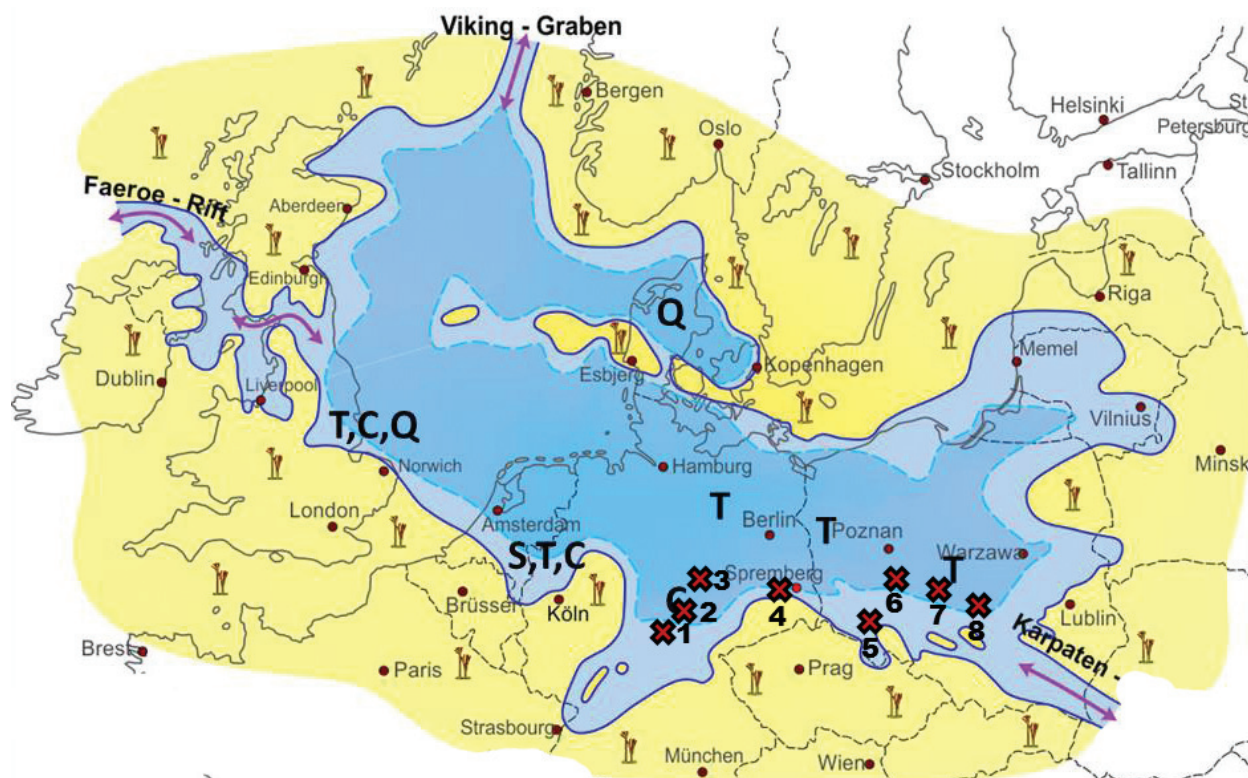 Viking - Graben
Bergen
Helsinki
St
Petersburg
Oslo
Stockholm
Tallinn
Faeroe - Rift
Aberdeen
Edinburgh
Riga
Q
Memel
Dublin
Liverpool
Esbjerg
Kopenhagen
Vilnius
T,C,Q
Norwich
Hamburg
Minsk
London
Amsterdam
T
Berlin
T
Poznan
Warzawa
S,T,C
T
Brüssel
Köln
C
3
Spremberg
2
1
4
5
6
7
8
Lublin
Karpaten -
Brest
Paris
Prag
Strasbourg
München
Wien